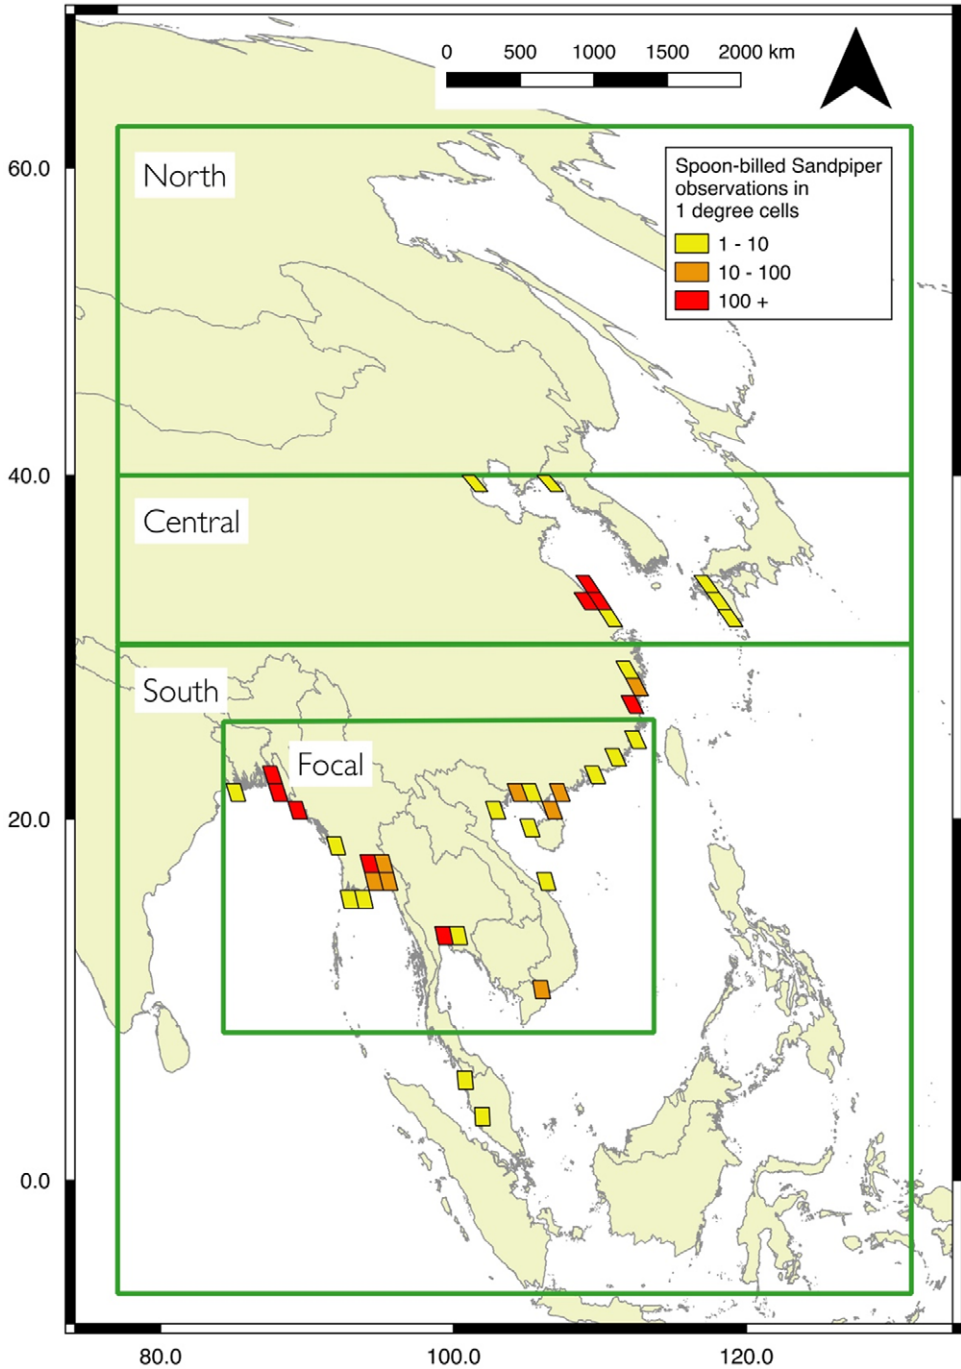 0 500 1000 1500 2000 km
60.0
North
Spoon-billed Sandpiper
observations in
1 degree cells
1 - 10
10 - 100
100 +
40.0
Central
South
Focal
20.0
0.0
80.0 100.0 120.0